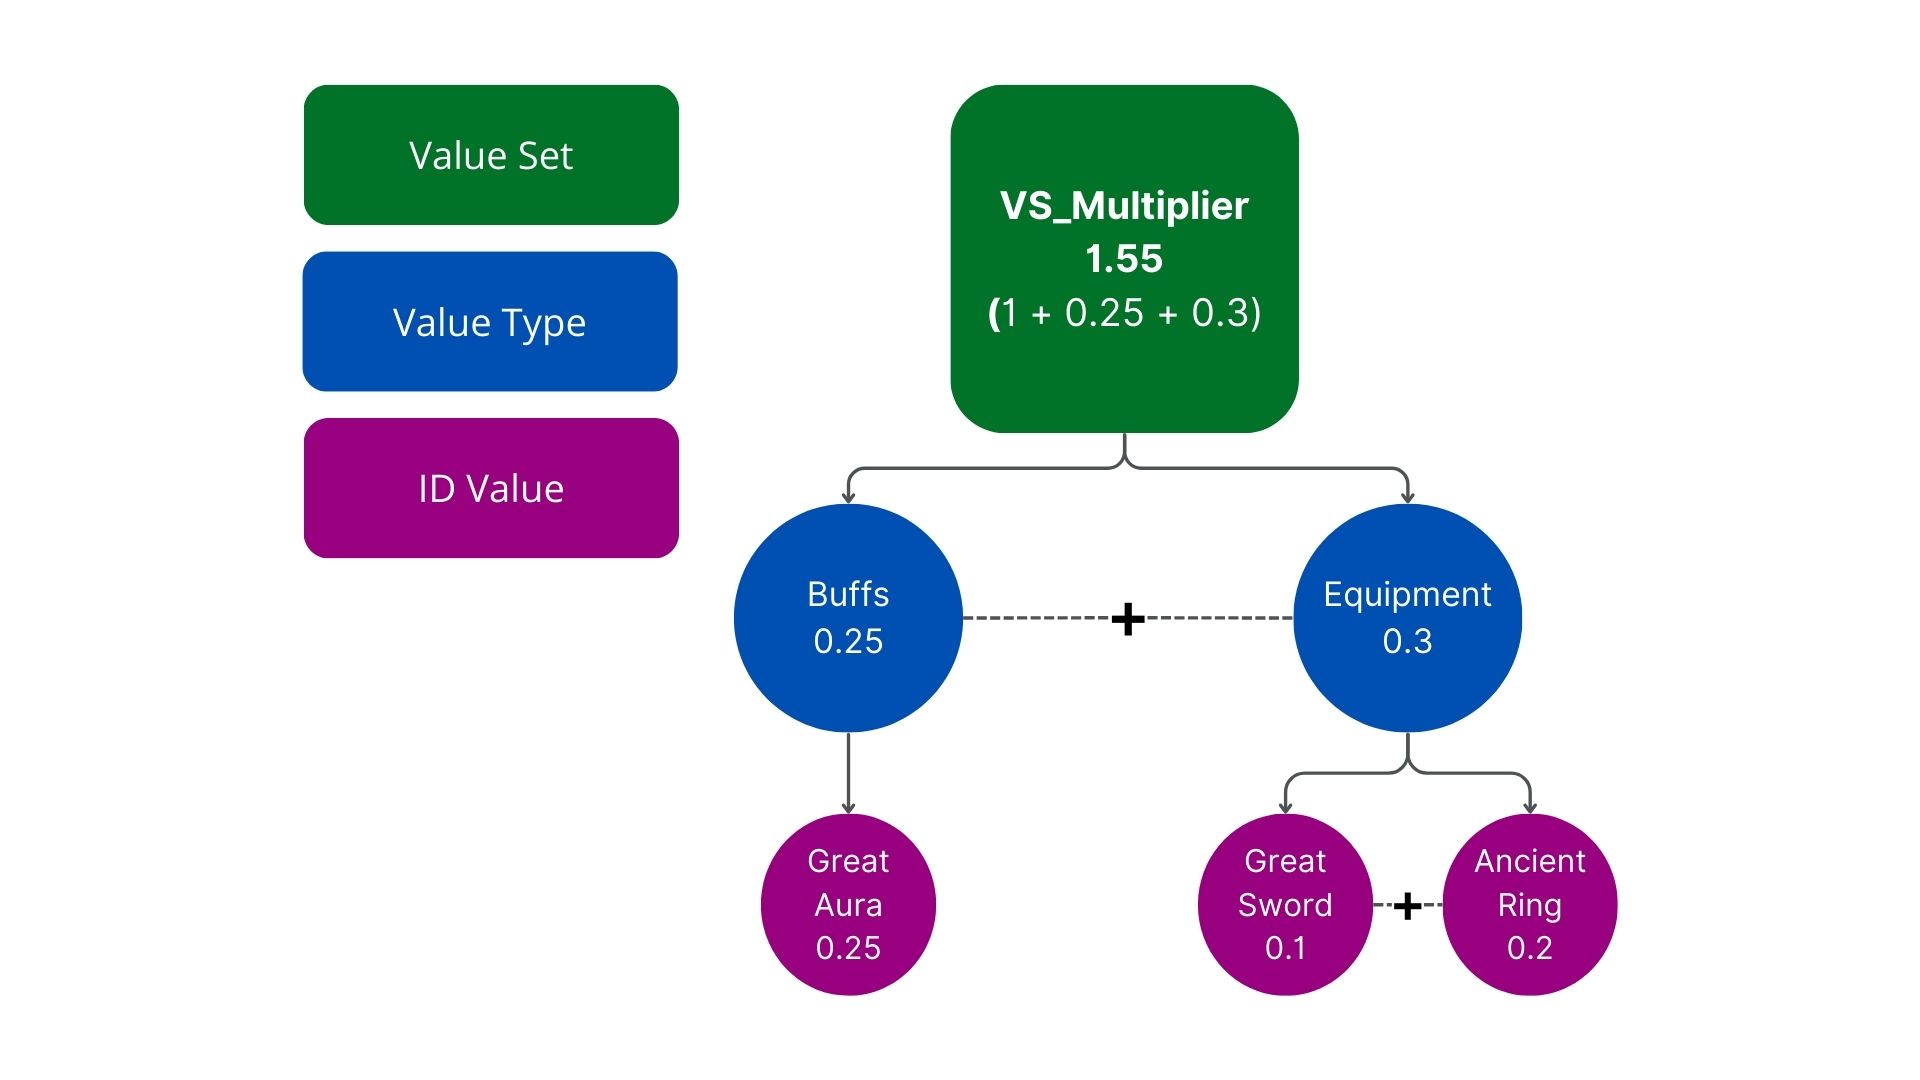 Value Set
Value Type
ID Value
VS_Multiplier
1.55
(1 + 0.25 + 0.3)
Buffs
0.25
+
Equipment
0.3
Great
Aura
0.25
Great
Sword
0.1
+
Ancient
Ring
0.2